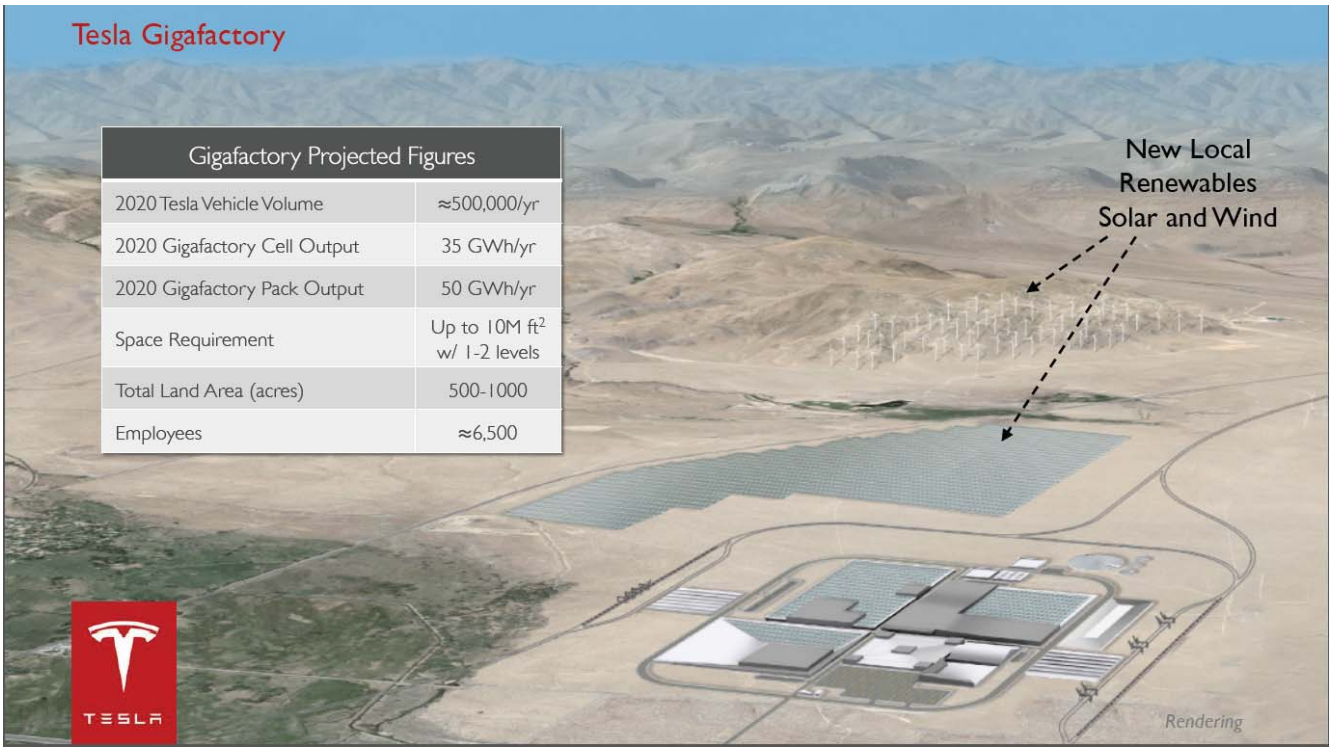 Tesla Gigafactory
Gigafactory Projected Figures
2020 Tesla Vehicle Volume ≈500,000/yr
2020 Gigafactory Cell Output 35 GWh/yr
2020 Gigafactory Pack Output 50 GWh/yr
Space Requirement Up to 10M ft²
w/ 1-2 levels
Total Land Area (acres) 500-1000
Employees ≈6,500
New Local
Renewables
Solar and Wind
TESLA
Rendering